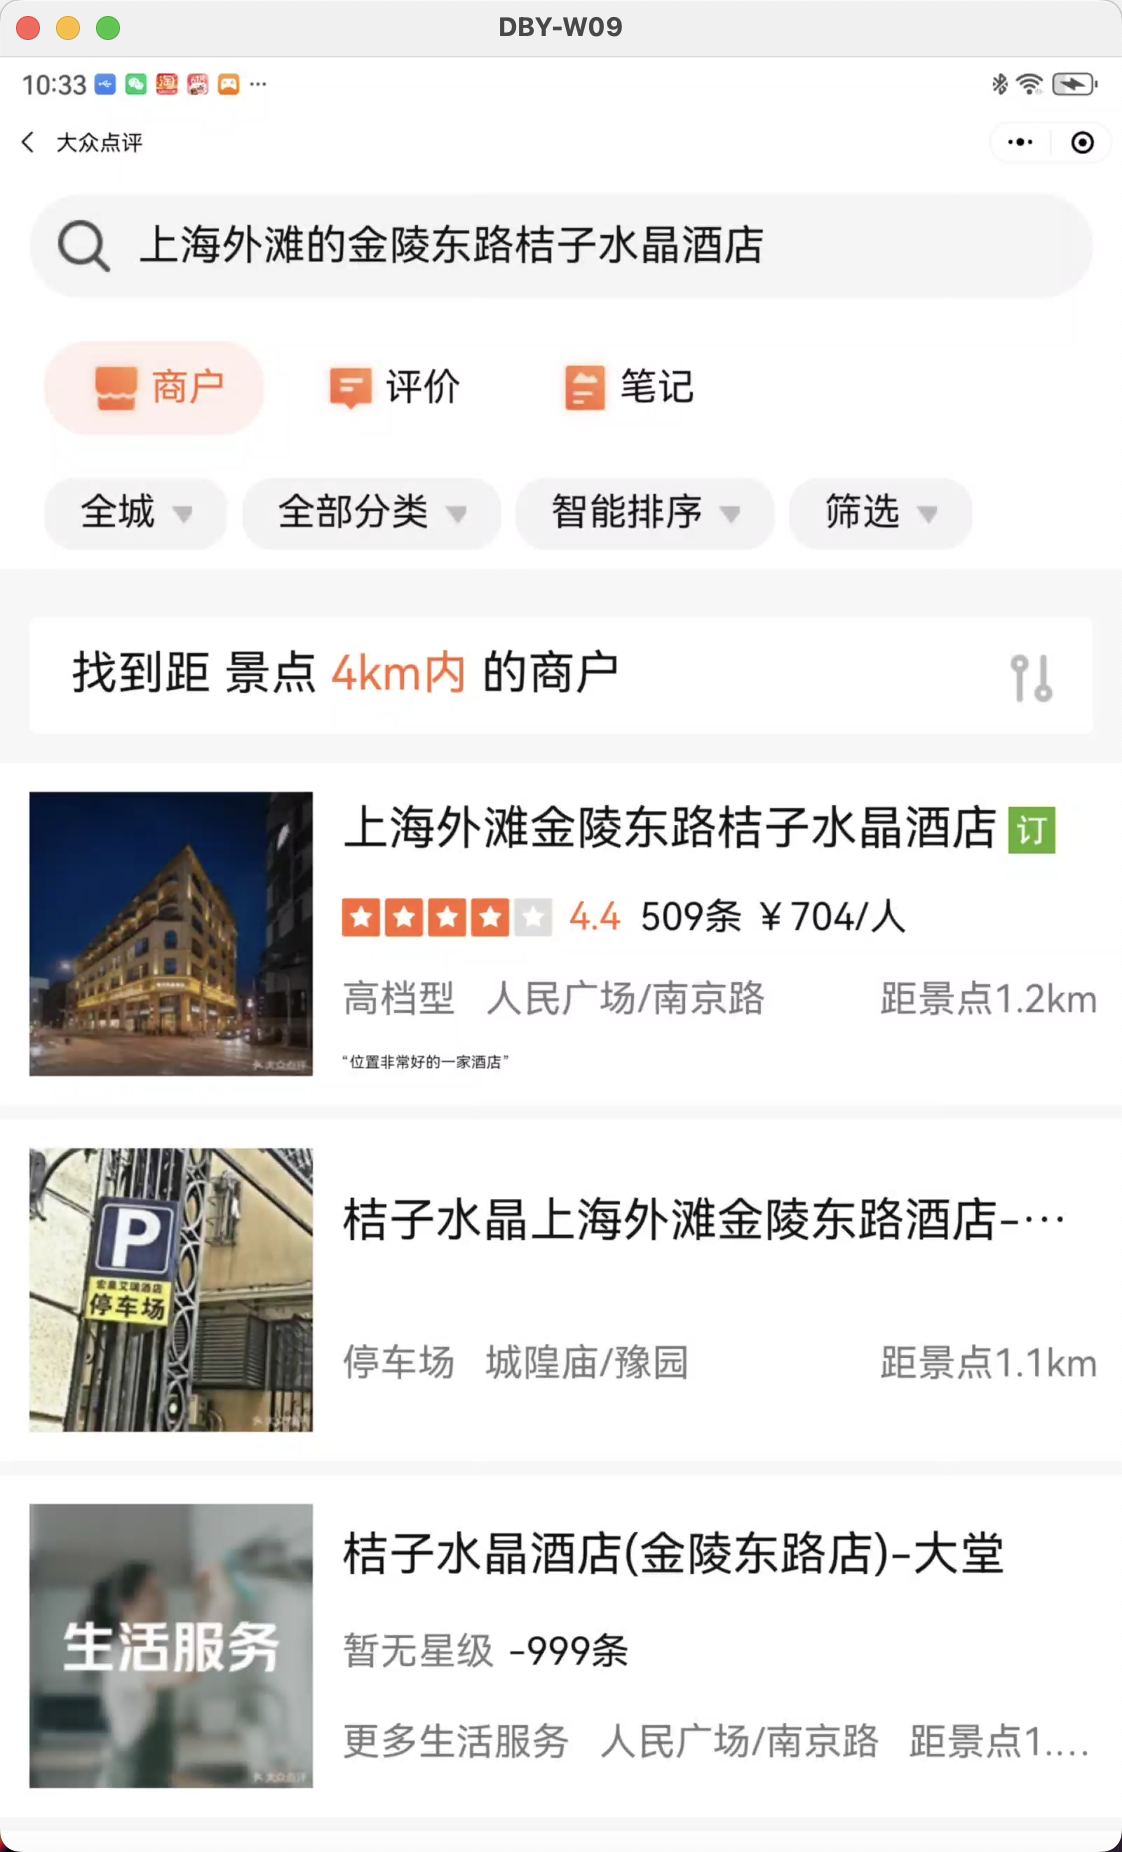 DBY-W09
10:33
大众点评
上海外滩的金陵东路桔子水晶酒店
商户 评价 笔记
全城 全部分类 智能排序 筛选
找到距 景点 4km内 的商户
上海外滩金陵东路桔子水晶酒店 订
4.4 509条 ¥704/人
高档型 人民广场/南京路 距景点1.2km
“位置非常好的一家酒店”
大众点评
桔子水晶上海外滩金陵东路酒店-…
P
停车场
停车场 城隍庙/豫园 距景点1.1km
桔子水晶酒店(金陵东路店)-大堂
生活服务
暂无星级 -999条
更多生活服务 人民广场/南京路 距景点1....
大众点评